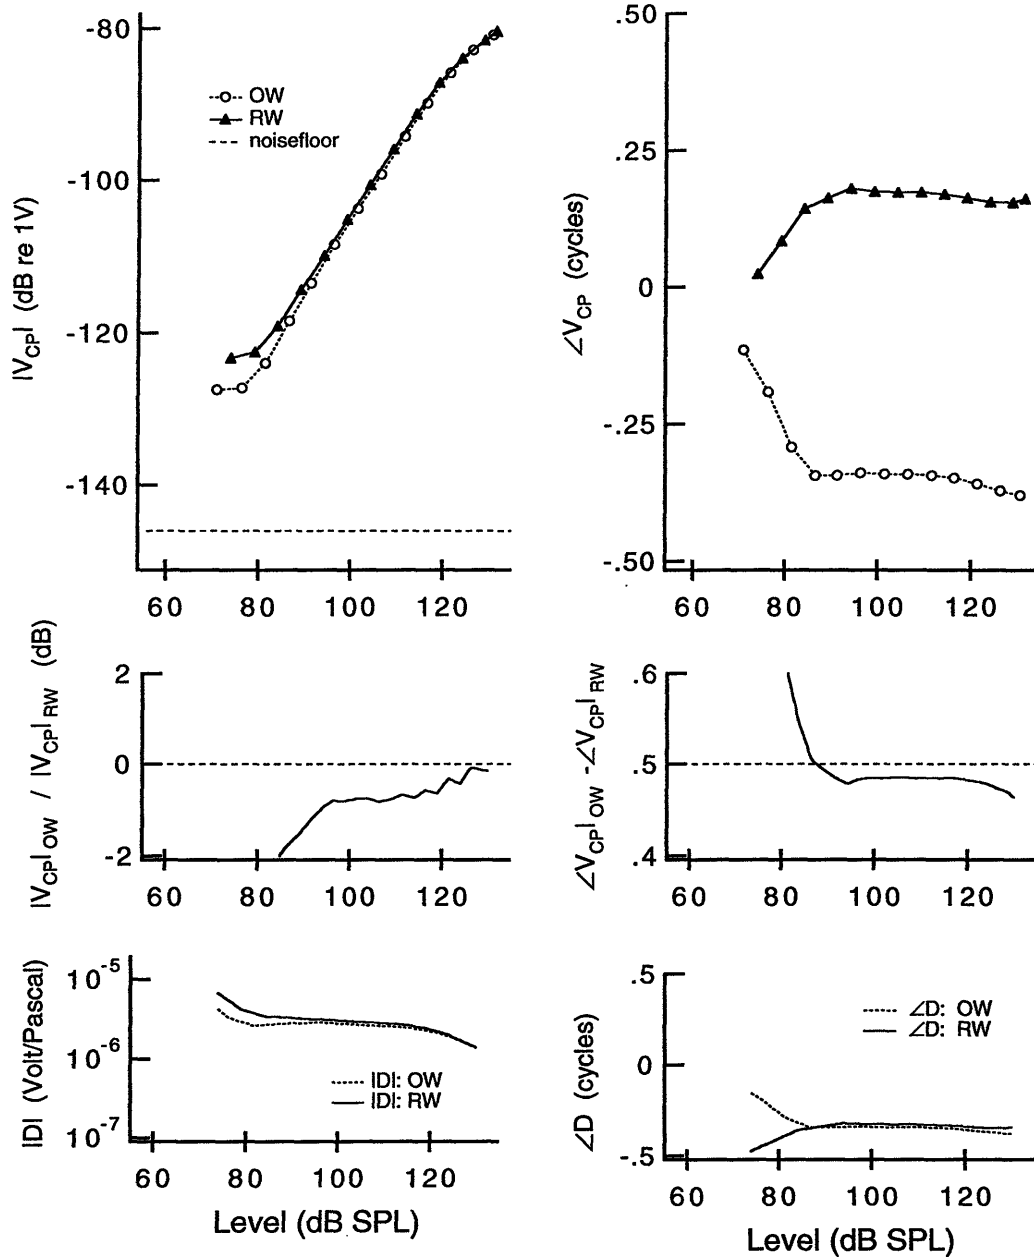 |V_CP| (dB re 1V)
-80
-100
-120
-140
OW
RW
noisefloor
60 80 100 120
∠V_CP (cycles)
.50
.25
0
-.25
-.50
60 80 100 120
|V_CP|_OW / |V_CP|_RW (dB)
2
0
-2
60 80 100 120
∠V_CP|_OW - ∠V_CP|_RW
.6
.5
.4
60 80 100 120
|D| (Volt/Pascal)
10^-5
10^-6
10^-7
|D|: OW
|D|: RW
60 80 100 120
Level (dB SPL)
∠D (cycles)
.5
0
-.5
∠D: OW
∠D: RW
60 80 100 120
Level (dB SPL)